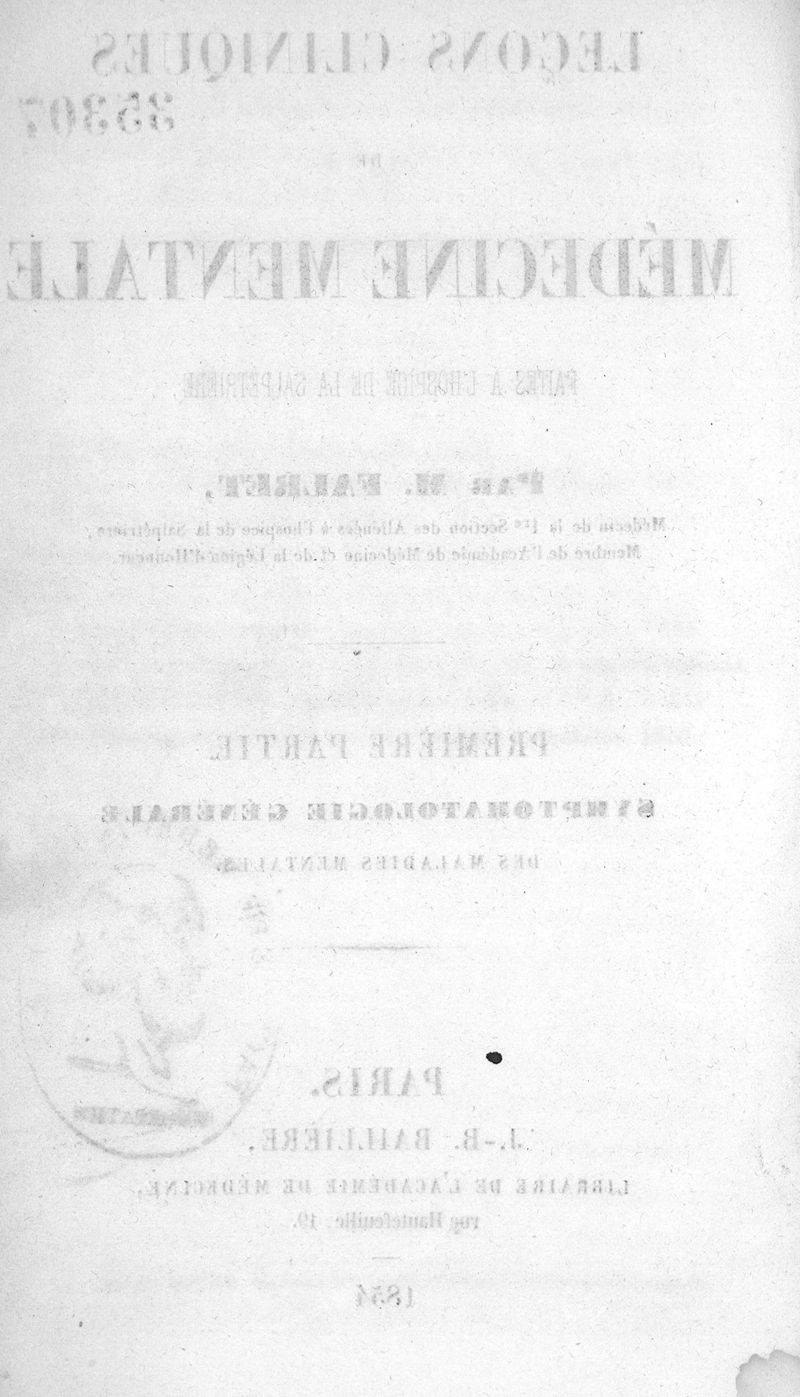 LEÇONS CLINIQUES
35307
DE
MÉDECINE MENTALE
FAITES A L'HOSPICE DE LA SALPÊTRIÈRE,
PAR M. FALRET,
Médecin de la 1re Section des Aliénées à l'hospice de la Salpêtrière,
Membre de l'Académie de Médecine et de la Légion d'Honneur.
PREMIÈRE PARTIE.
SYMPTOMATOLOGIE GÉNÉRALE
DES MALADIES MENTALES.
PARIS.
J.-B. BAILLIÈRE,
LIBRAIRE DE L'ACADÉMIE DE MÉDECINE,
rue Hautefeuille, 19.
1854